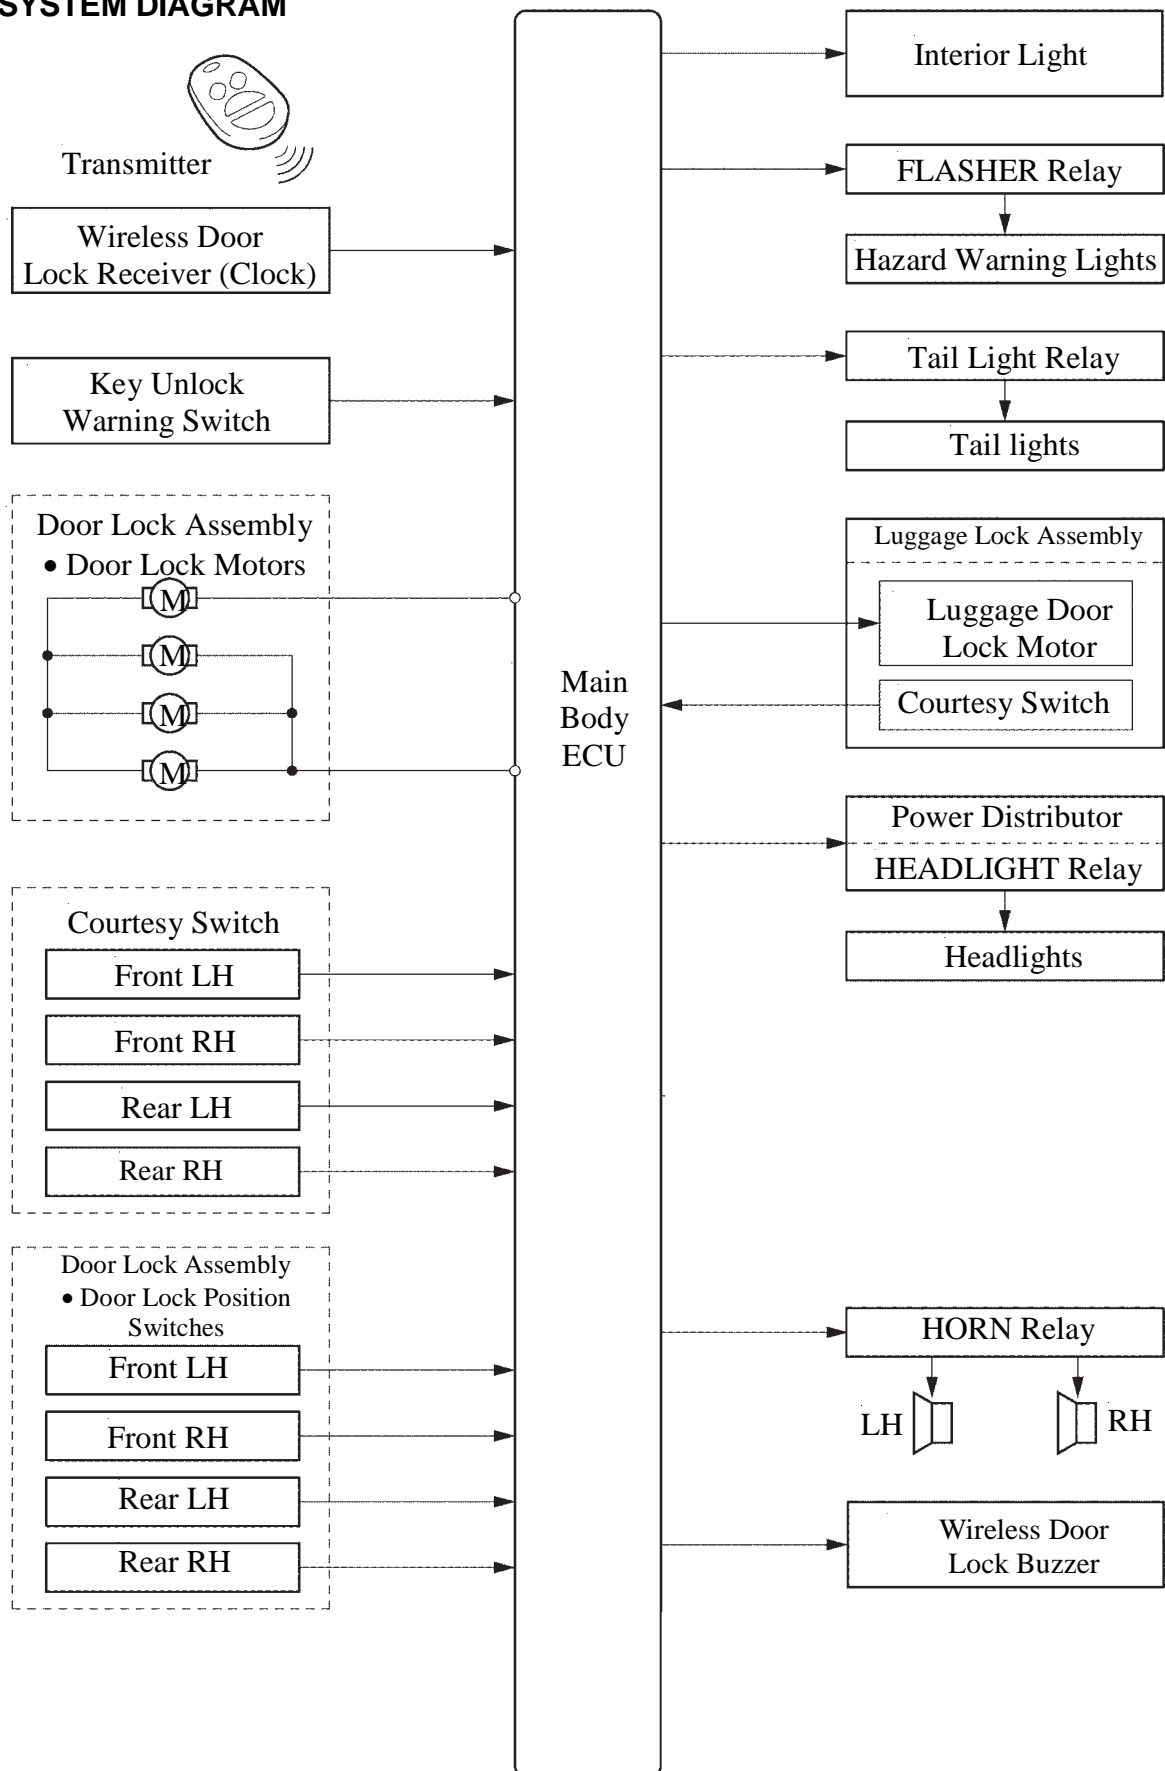 SYSTEM DIAGRAM
Transmitter
Wireless Door
Lock Receiver (Clock)
Key Unlock
Warning Switch
Door Lock Assembly
• Door Lock Motors
M
M
M
M
Courtesy Switch
Front LH
Front RH
Rear LH
Rear RH
Door Lock Assembly
• Door Lock Position
Switches
Front LH
Front RH
Rear LH
Rear RH
Main
Body
ECU
Interior Light
FLASHER Relay
Hazard Warning Lights
Tail Light Relay
Tail lights
Luggage Lock Assembly
Luggage Door
Lock Motor
Courtesy Switch
Power Distributor
HEADLIGHT Relay
Headlights
HORN Relay
LH
RH
Wireless Door
Lock Buzzer